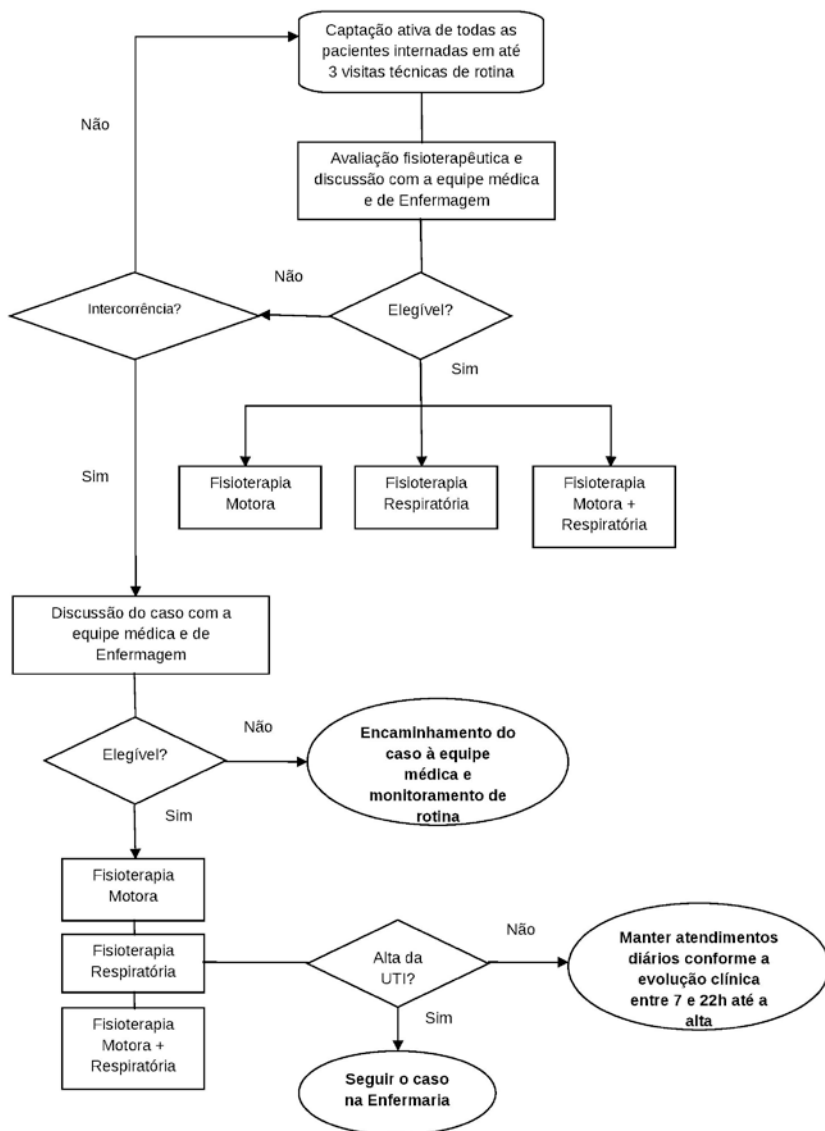 Captação ativa de todas as
pacientes internadas em até
3 visitas técnicas de rotina
Não
Avaliação fisioterapêutica e
discussão com a equipe médica
e de Enfermagem
Não
Intercorrência?
Elegível?
Sim
Sim
Fisioterapia
Motora
Fisioterapia
Respiratória
Fisioterapia
Motora +
Respiratória
Discussão do caso com a
equipe médica e de
Enfermagem
Elegível?
Não
Encaminhamento do
caso à equipe
médica e
monitoramento de
rotina
Sim
Fisioterapia
Motora
Fisioterapia
Respiratória
Fisioterapia
Motora +
Respiratória
Alta da
UTI?
Não
Manter atendimentos
diários conforme a
evolução clínica
entre 7 e 22h até a
alta
Sim
Seguir o caso
na Enfermaria